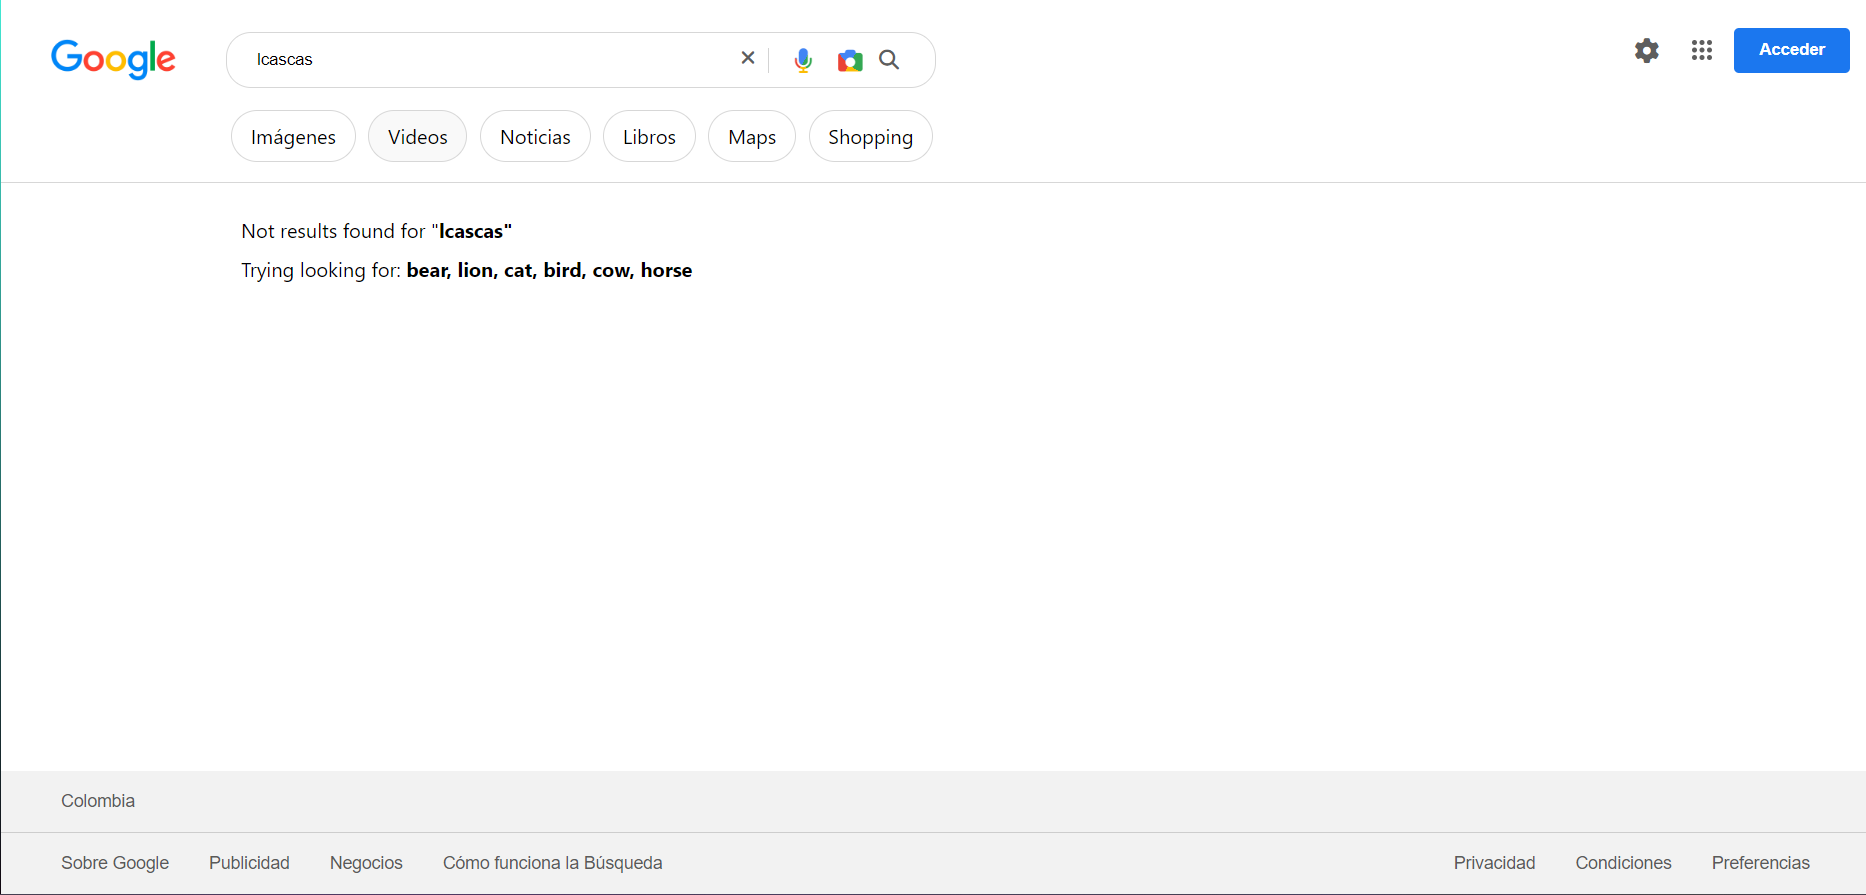 Google
lcascas
Acceder
Imágenes
Videos
Noticias
Libros
Maps
Shopping
Not results found for "lcascas"
Trying looking for: bear, lion, cat, bird, cow, horse
Colombia
Sobre Google
Publicidad
Negocios
Cómo funciona la Búsqueda
Privacidad
Condiciones
Preferencias